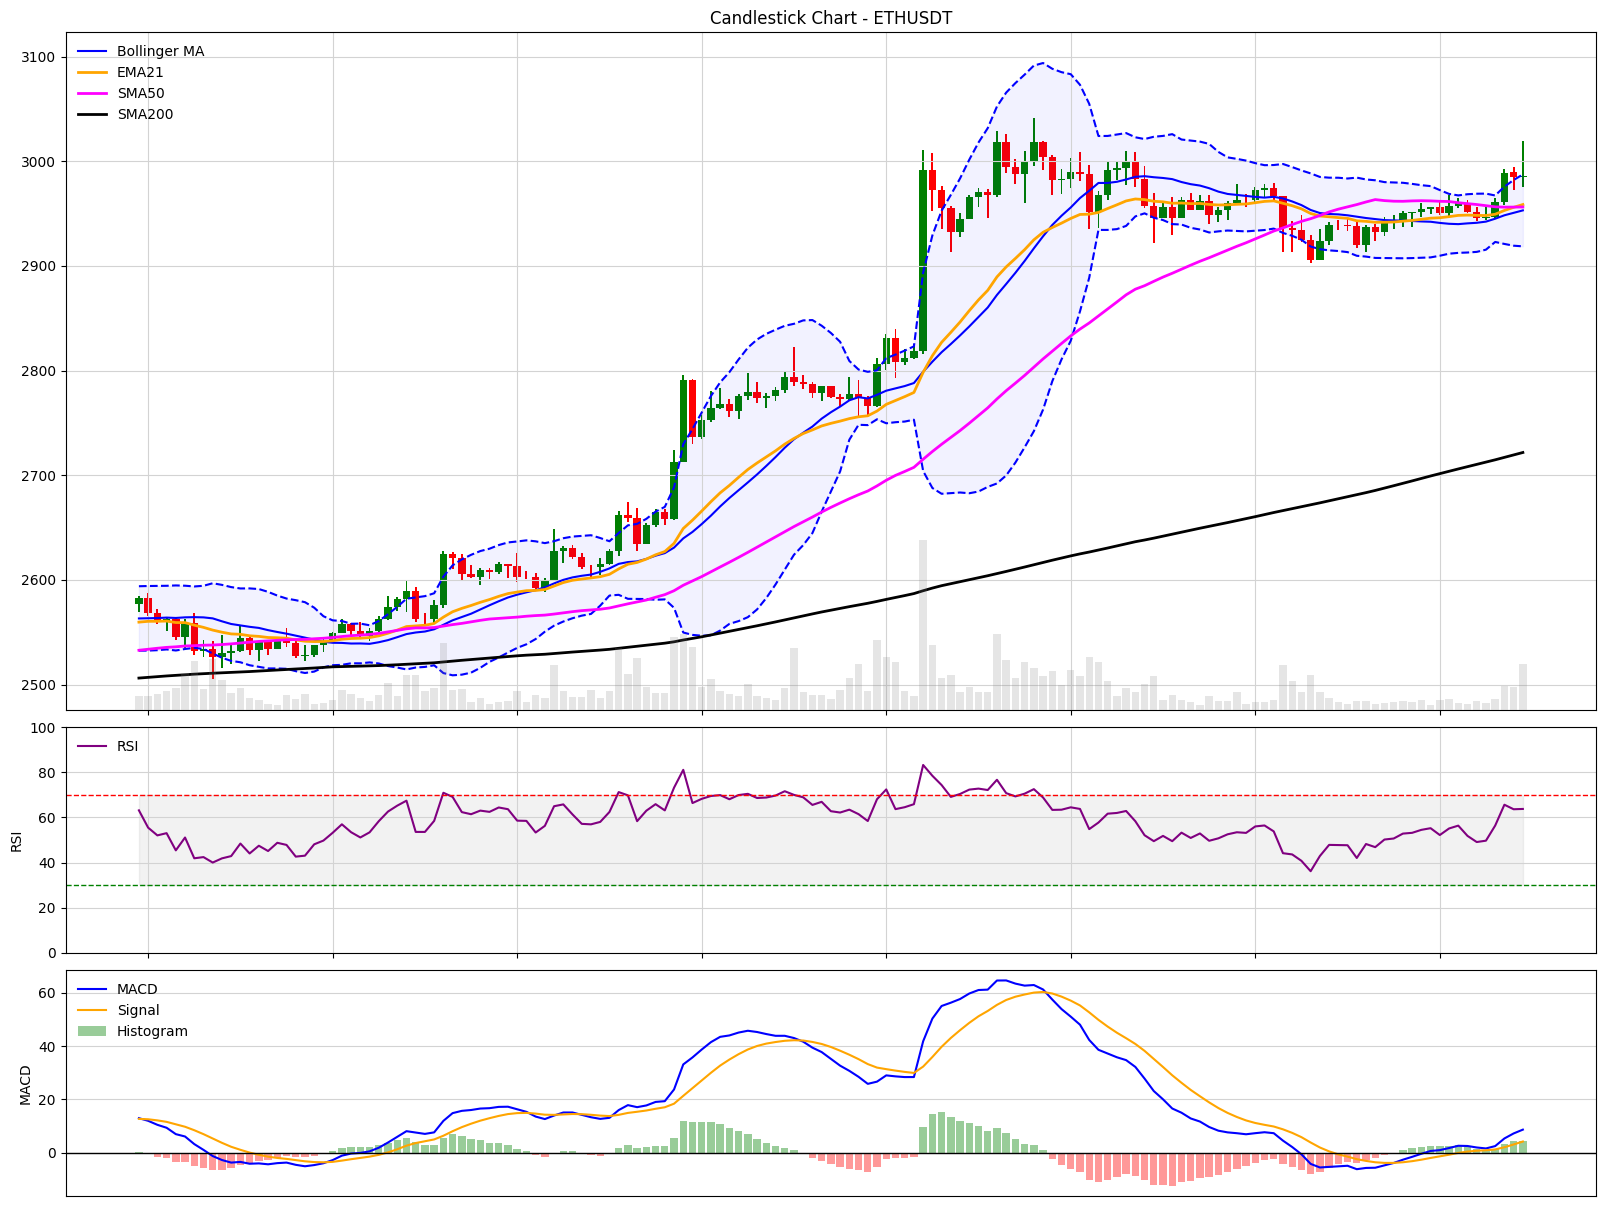 Candlestick Chart - ETHUSDT
Bollinger MA
EMA21
SMA50
SMA200
3100
3000
2900
2800
2700
2600
2500
RSI
100
80
60
40
20
0
RSI
MACD
Signal
Histogram
60
40
20
0
MACD